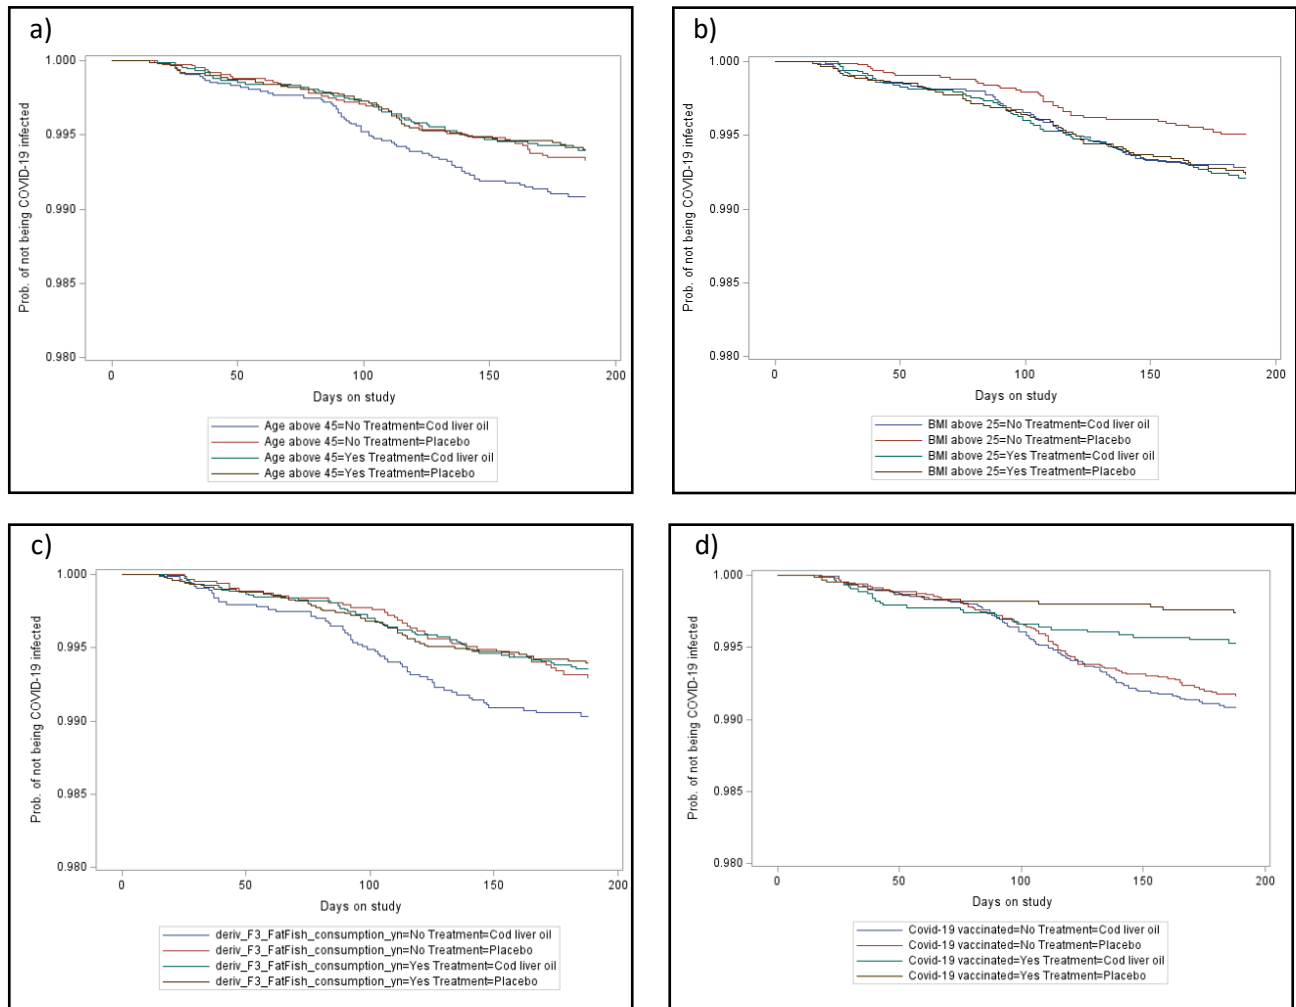 a)
1.000
0.995
0.990
0.985
0.980
Prob. of not being COVID-19 infected
0 50 100 150 200
Days on study
Age above 45=No Treatment=Cod liver oil
Age above 45=No Treatment=Placebo
Age above 45=Yes Treatment=Cod liver oil
Age above 45=Yes Treatment=Placebo
b)
1.000
0.995
0.990
0.985
0.980
Prob. of not being COVID-19 infected
0 50 100 150 200
Days on study
BMI above 25=No Treatment=Cod liver oil
BMI above 25=No Treatment=Placebo
BMI above 25=Yes Treatment=Cod liver oil
BMI above 25=Yes Treatment=Placebo
c)
1.000
0.995
0.990
0.985
0.980
Prob. of not being COVID-19 infected
0 50 100 150 200
Days on study
deriv_F3_FatFish_consumption_yn=No Treatment=Cod liver oil
deriv_F3_FatFish_consumption_yn=No Treatment=Placebo
deriv_F3_FatFish_consumption_yn=Yes Treatment=Cod liver oil
deriv_F3_FatFish_consumption_yn=Yes Treatment=Placebo
d)
1.000
0.995
0.990
0.985
0.980
Prob. of not being COVID-19 infected
0 50 100 150 200
Days on study
Covid-19 vaccinated=No Treatment=Cod liver oil
Covid-19 vaccinated=No Treatment=Placebo
Covid-19 vaccinated=Yes Treatment=Cod liver oil
Covid-19 vaccinated=Yes Treatment=Placebo